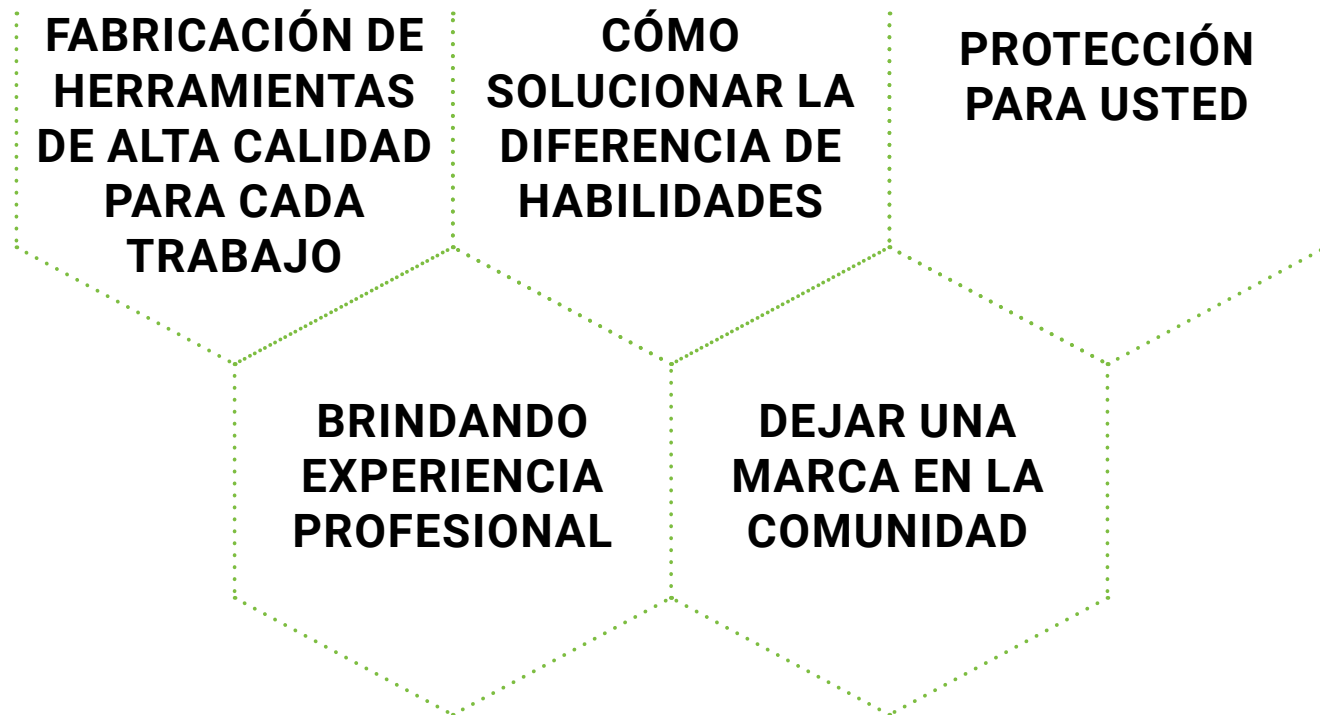 FABRICACIÓN DE
HERRAMIENTAS
DE ALTA CALIDAD
PARA CADA
TRABAJO
CÓMO
SOLUCIONAR LA
DIFERENCIA DE
HABILIDADES
PROTECCIÓN
PARA USTED
BRINDANDO
EXPERIENCIA
PROFESIONAL
DEJAR UNA
MARCA EN LA
COMUNIDAD